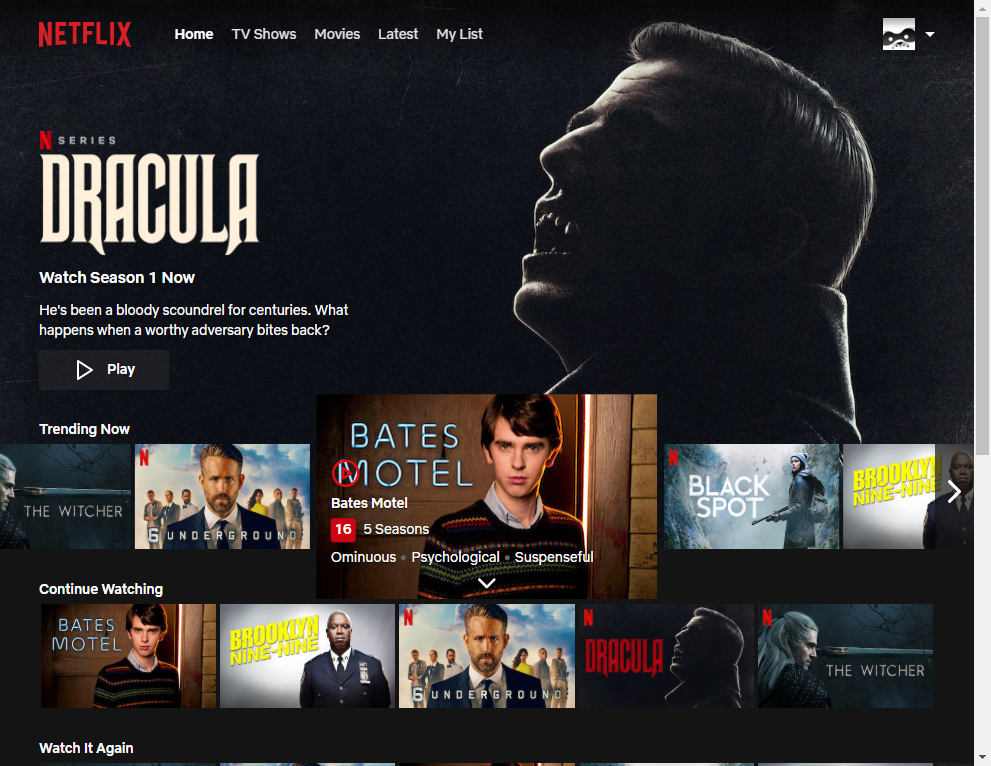 NETFLIX
Home
TV Shows
Movies
Latest
My List
N SERIES
DRACULA
Watch Season 1 Now
He's been a bloody scoundrel for centuries. What
happens when a worthy adversary bites back?
Play
Trending Now
THE WITCHER
N
6 UNDERGROUND
BATES
MOTEL
Bates Motel
16 5 Seasons
Ominuous • Psychological • Suspenseful
N
BLACK
SPOT
BROOKLYN
NINE-NINE
Continue Watching
BATES
MOTEL
BROOKLYN
NINE-NINE
N
6 UNDERGROUND
N
DRACULA
N
THE WITCHER
Watch It Again